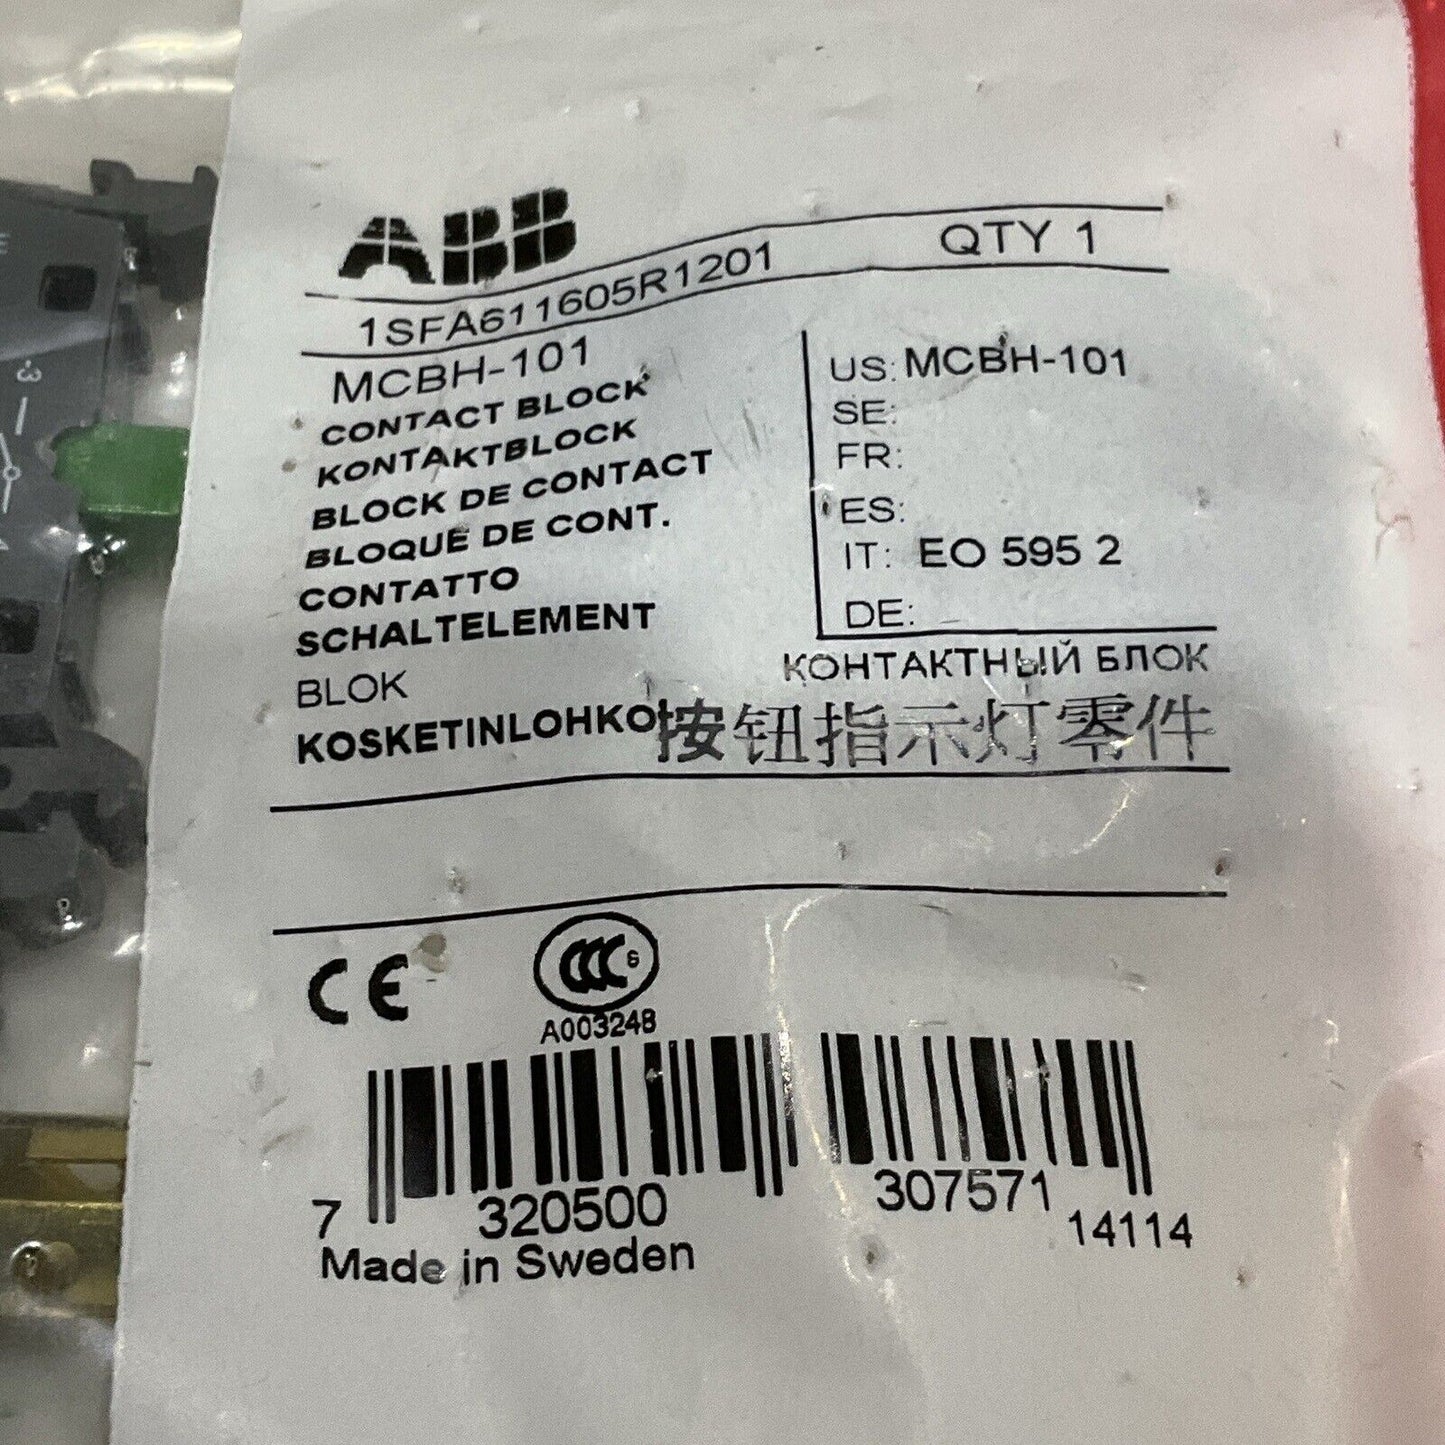 ABB
1SFA611605R1201
QTY 1
MCBH-101
CONTACT BLOCK
KONTAKTBLOCK
BLOCK DE CONTACT
BLOQUE DE CONT.
CONTATTO
SCHALTELEMENT
BLOK
US: MCBH-101
SE:
FR:
ES:
IT: EO 595 2
DE:
КОНТАКТНЫЙ БЛОК
按钮指示灯零件
CE
CCC S
A003248
7 320500 307571
14114
Made in Sweden
3